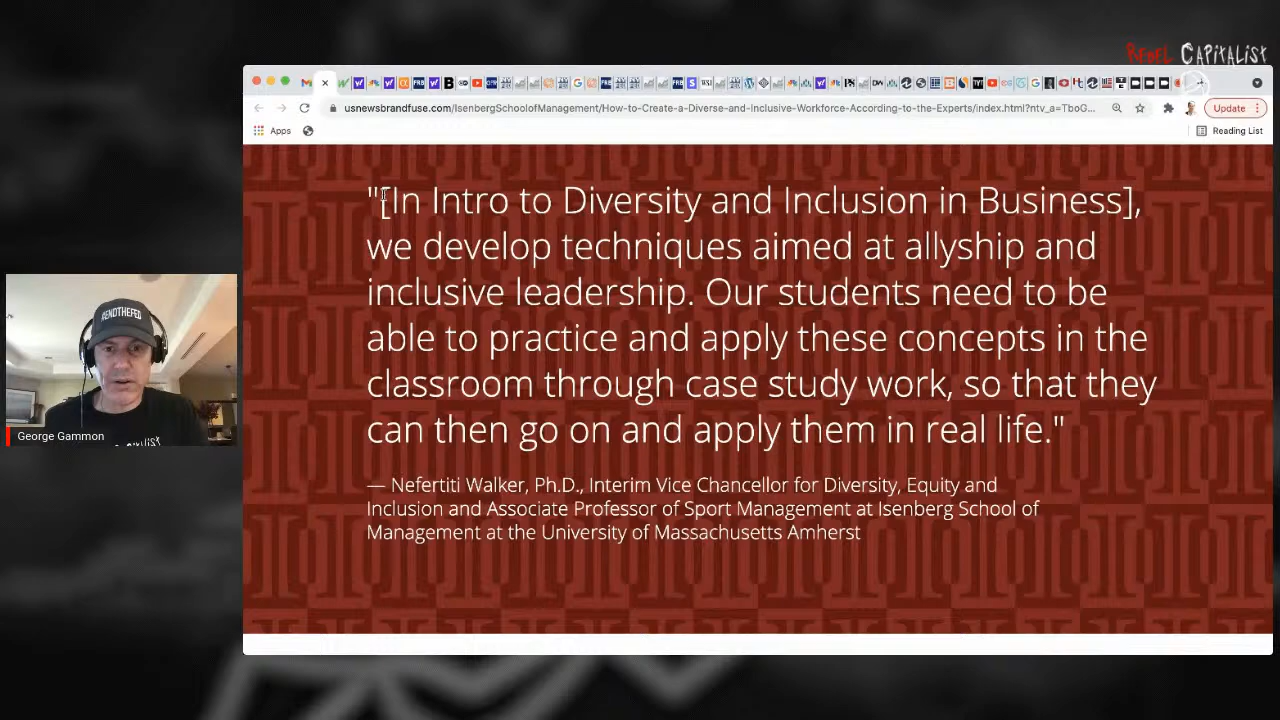 REBEL CAPITALIST
usnewsbrandfuse.com/IsenbergSchoolofManagement/How-to-Create-a-Diverse-and-Inclusive-Workforce-According-to-the-Experts/index.html?ntv_a=TboG...
Update
Apps
Reading List
"[In Intro to Diversity and Inclusion in Business],
we develop techniques aimed at allyship and
inclusive leadership. Our students need to be
able to practice and apply these concepts in the
classroom through case study work, so that they
can then go on and apply them in real life."
— Nefertiti Walker, Ph.D., Interim Vice Chancellor for Diversity, Equity and
Inclusion and Associate Professor of Sport Management at Isenberg School of
Management at the University of Massachusetts Amherst
#ENDTHEFED
George Gammon